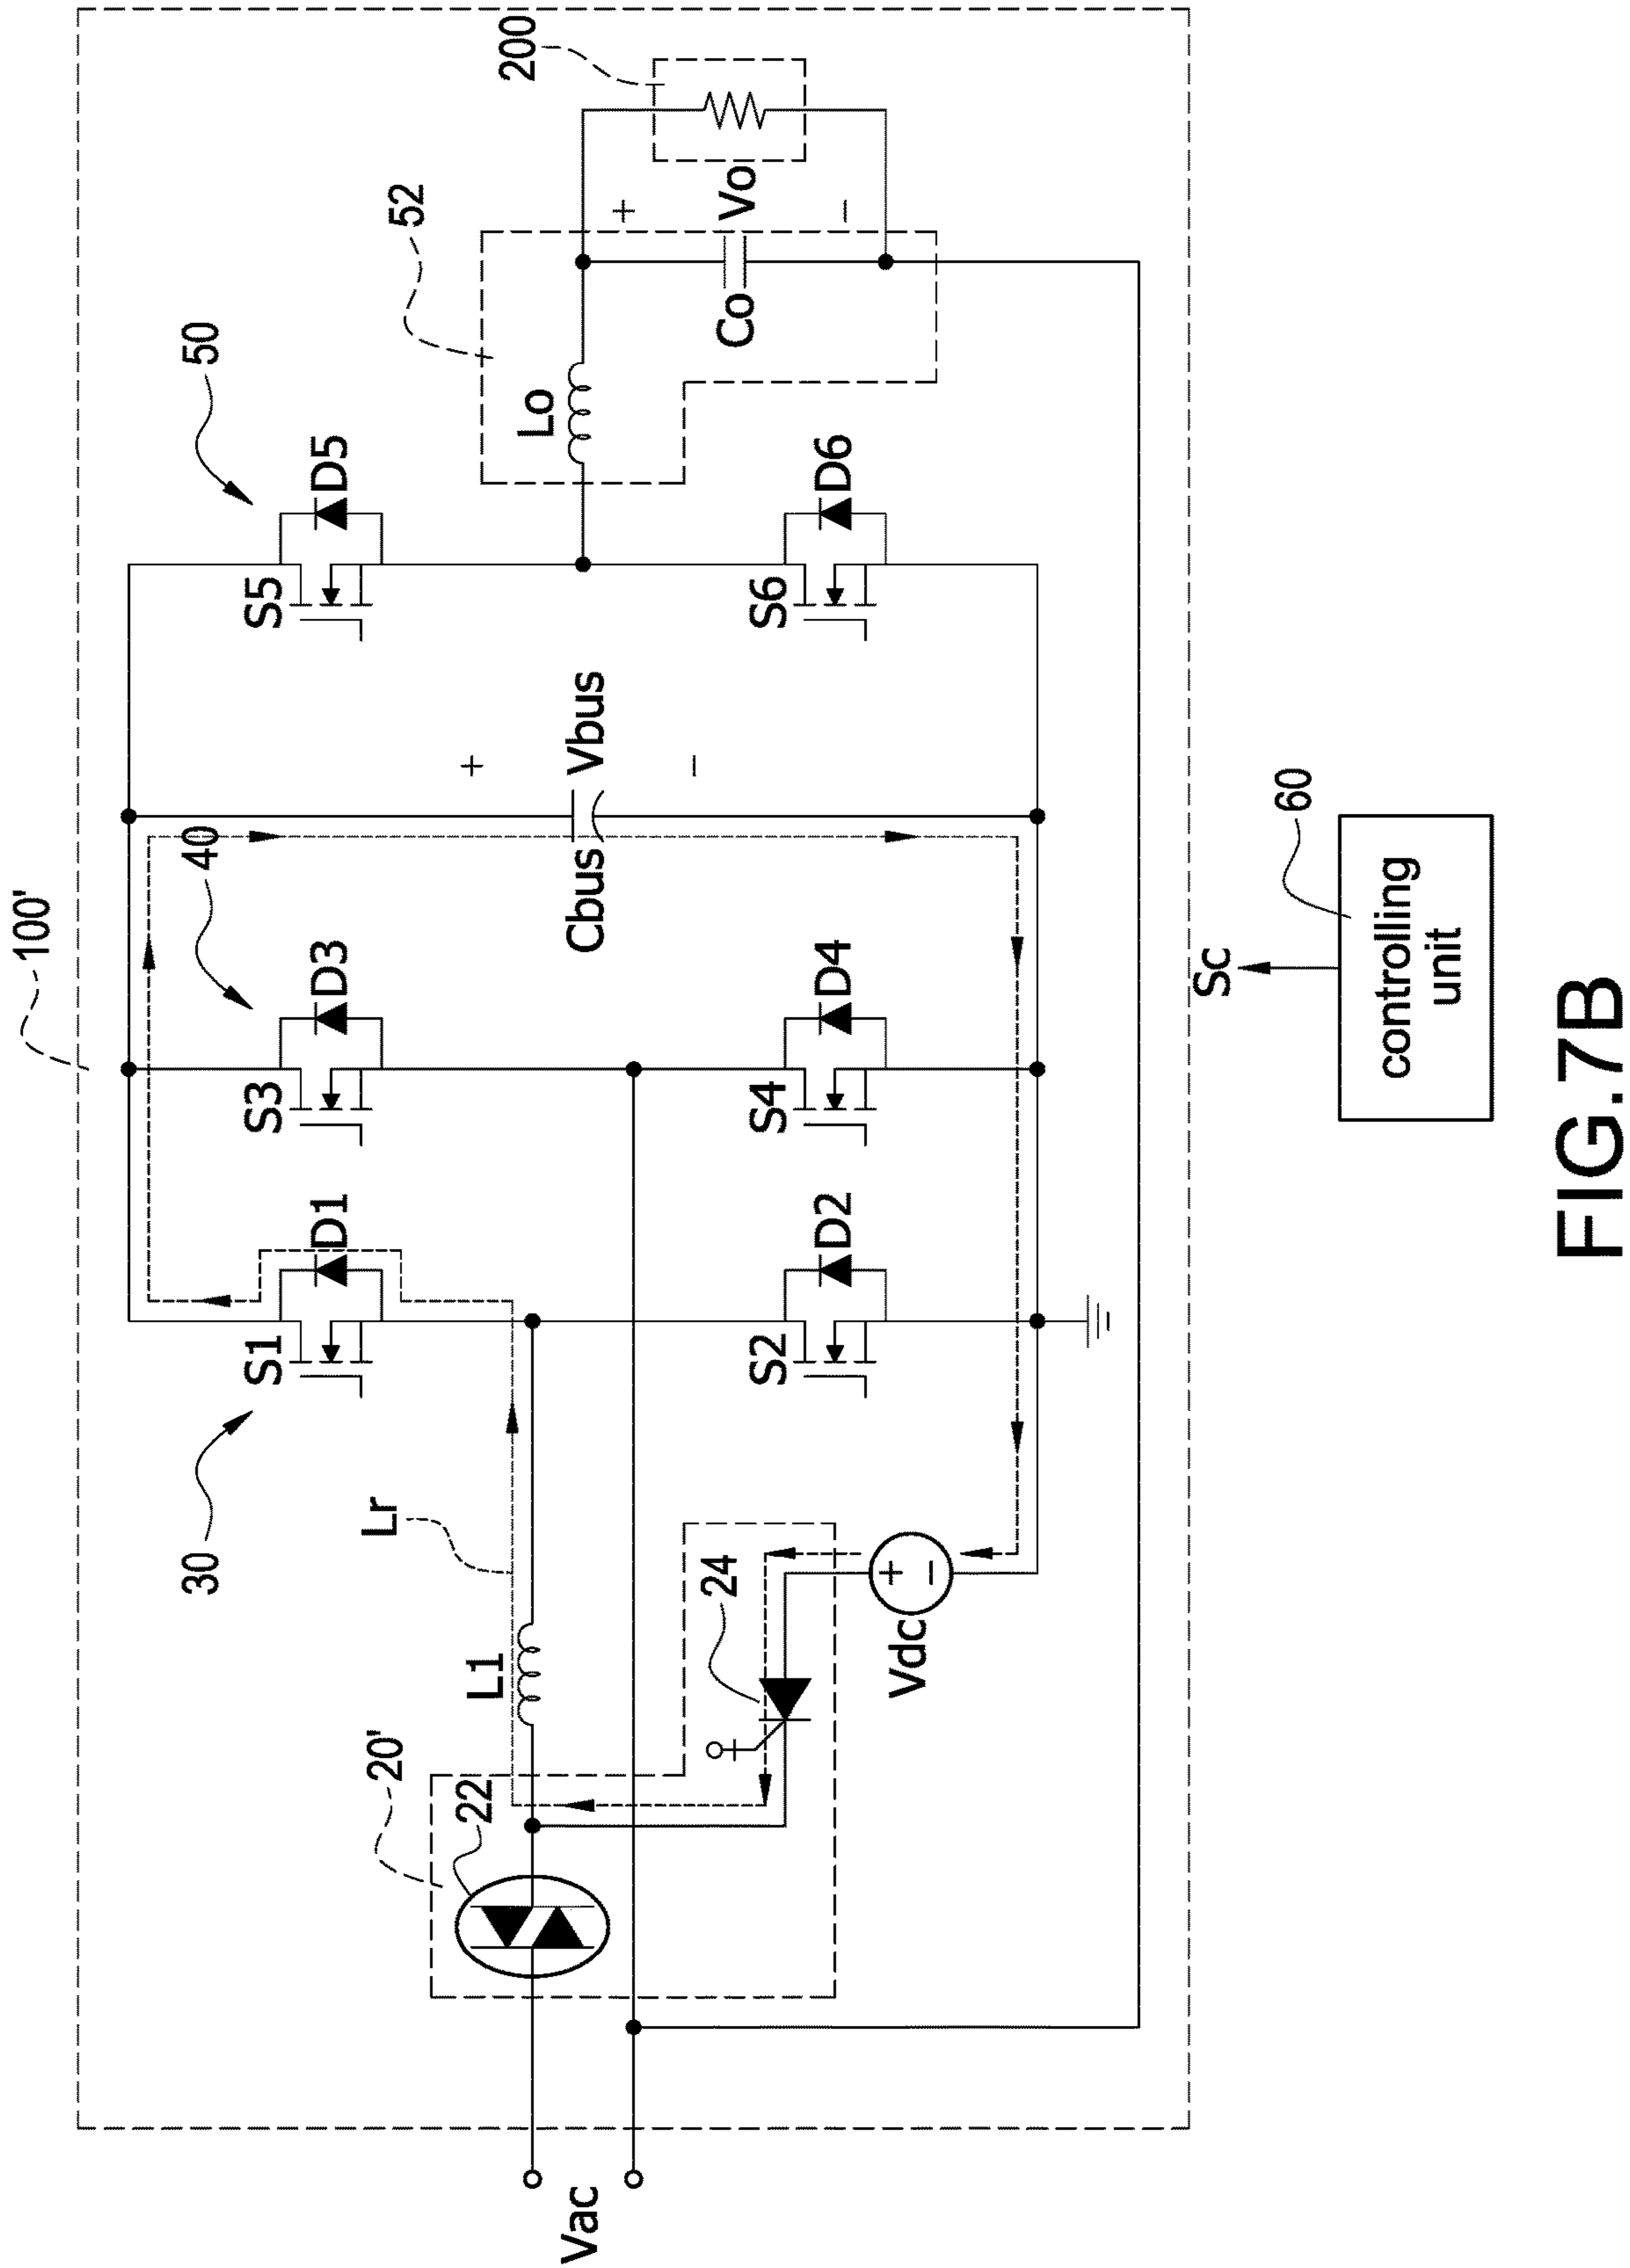 100'
30
40
50
52
200
S1
D1
S3
D3
S5
D5
Lr
20'
22
L1
Lo
+
+
Vac
24
Cbus
Vbus
Co
Vo
−
−
S2
D2
S4
D4
S6
D6
Vdc
+
−
Sc
60
controlling
unit
FIG.7B